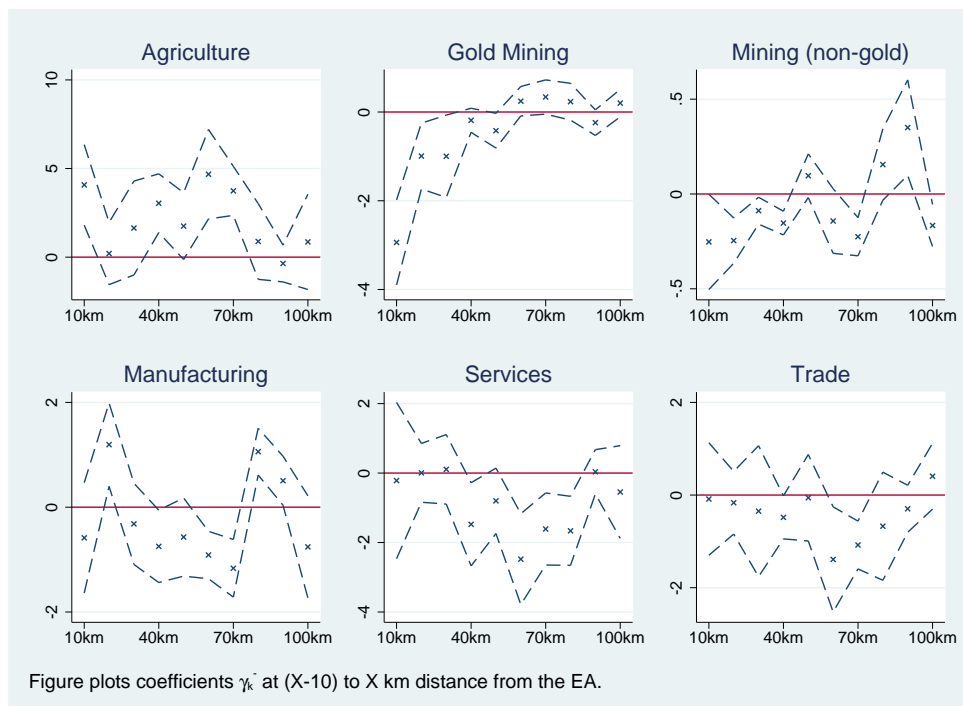 Agriculture
Gold Mining
Mining (non-gold)
10
5
0
10km 40km 70km 100km
0
-2
-4
10km 40km 70km 100km
.5
0
-.5
10km 40km 70km 100km
Manufacturing
Services
Trade
2
0
-2
10km 40km 70km 100km
2
0
-2
-4
10km 40km 70km 100km
2
0
-2
10km 40km 70km 100km
Figure plots coefficients γₖ⁻ at (X-10) to X km distance from the EA.